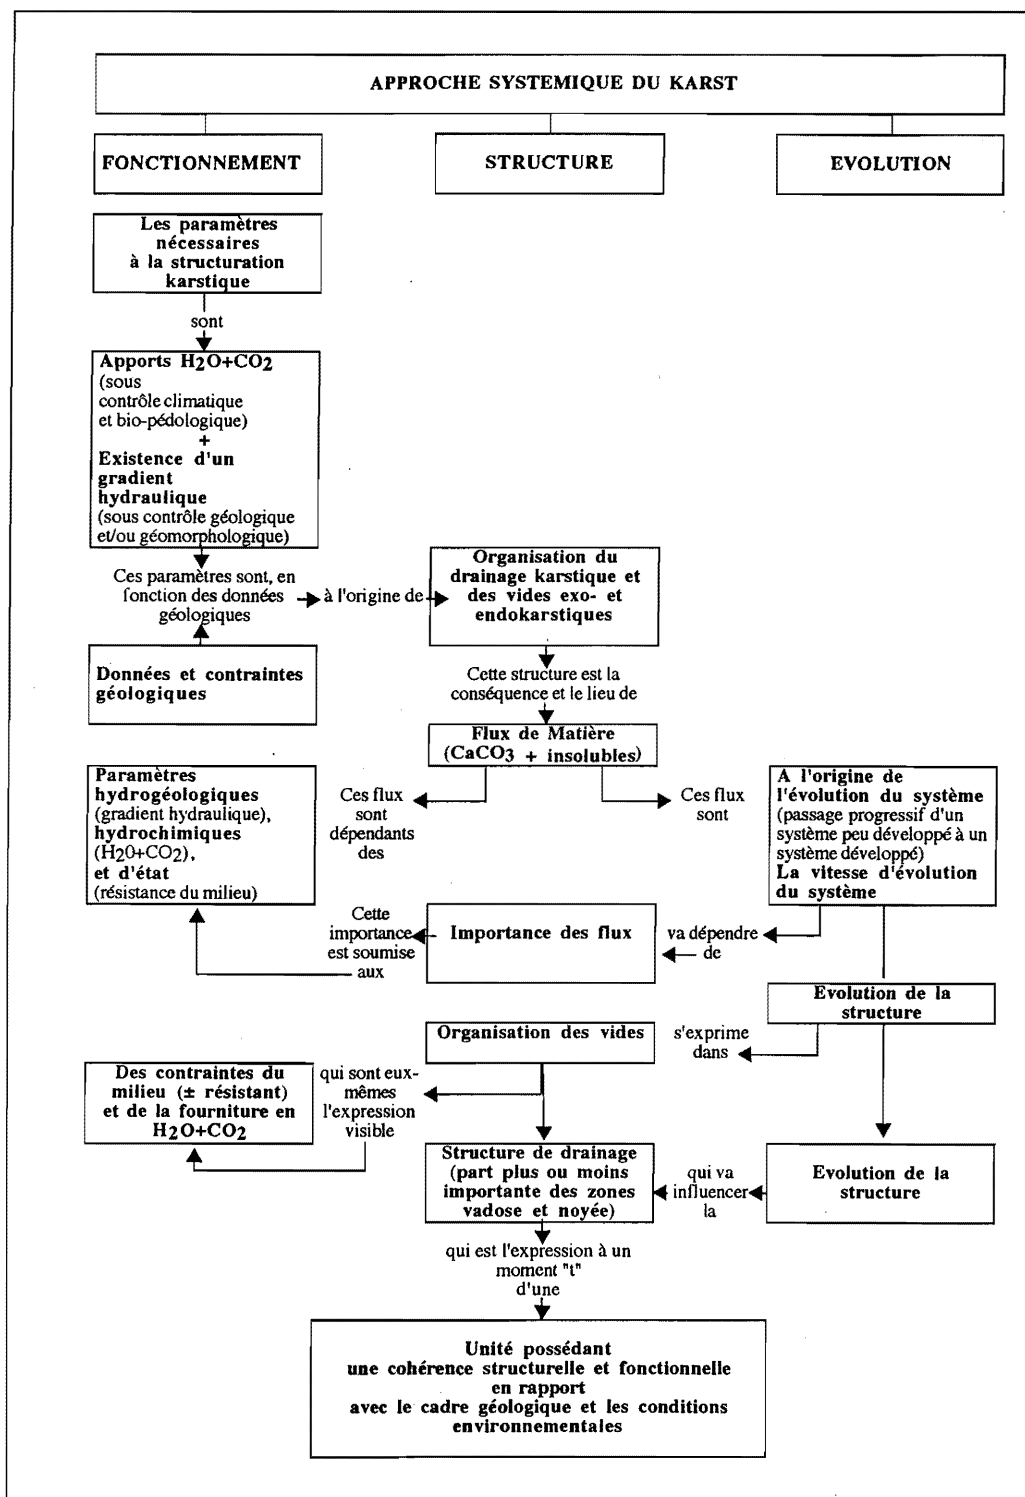 APPROCHE SYSTEMIQUE DU KARST
FONCTIONNEMENT
STRUCTURE
EVOLUTION
Les paramètres
nécessaires
à la structuration
karstique
sont
Apports H2O+CO2
(sous
contrôle climatique
et bio-pédologique)
+
Existence d'un
gradient
hydraulique
(sous contrôle géologique
et/ou géomorphologique)
Ces paramètres sont, en
fonction des données
géologiques
à l'origine de
Organisation du
drainage karstique et
des vides exo- et
endokarstiques
Données et contraintes
géologiques
Cette structure est la
conséquence et le lieu de
Flux de Matière
(CaCO3 + insolubles)
Paramètres
hydrogéologiques
(gradient hydraulique),
hydrochimiques
(H2O+CO2),
et d'état
(résistance du milieu)
Ces flux
sont
dépendants
des
Ces flux
sont
A l'origine de
l'évolution du système
(passage progressif d'un
système peu développé à un
système développé)
La vitesse d'évolution
du système
Cette
importance
est soumise
aux
Importance des flux
va dépendre
de
Evolution de la
structure
Organisation des vides
s'exprime
dans
Des contraintes du
milieu (± résistant)
et de la fourniture en
H2O+CO2
qui sont eux-
mêmes
l'expression
visible
Structure de drainage
(part plus ou moins
importante des zones
vadose et noyée)
qui va
influencer
la
Evolution de la
structure
qui est l'expression à un
moment "t"
d'une
Unité possédant
une cohérence structurelle et fonctionnelle
en rapport
avec le cadre géologique et les conditions
environnementales